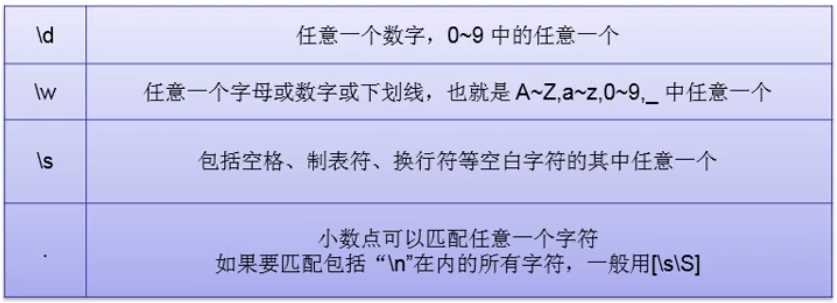 \d 任意一个数字，0~9 中的任意一个
\w 任意一个字母或数字或下划线，也就是 A~Z,a~z,0~9,_ 中任意一个
\s 包括空格、制表符、换行符等空白字符的其中任意一个
. 小数点可以匹配任意一个字符
如果要匹配包括“\n”在内的所有字符，一般用[\s\S]